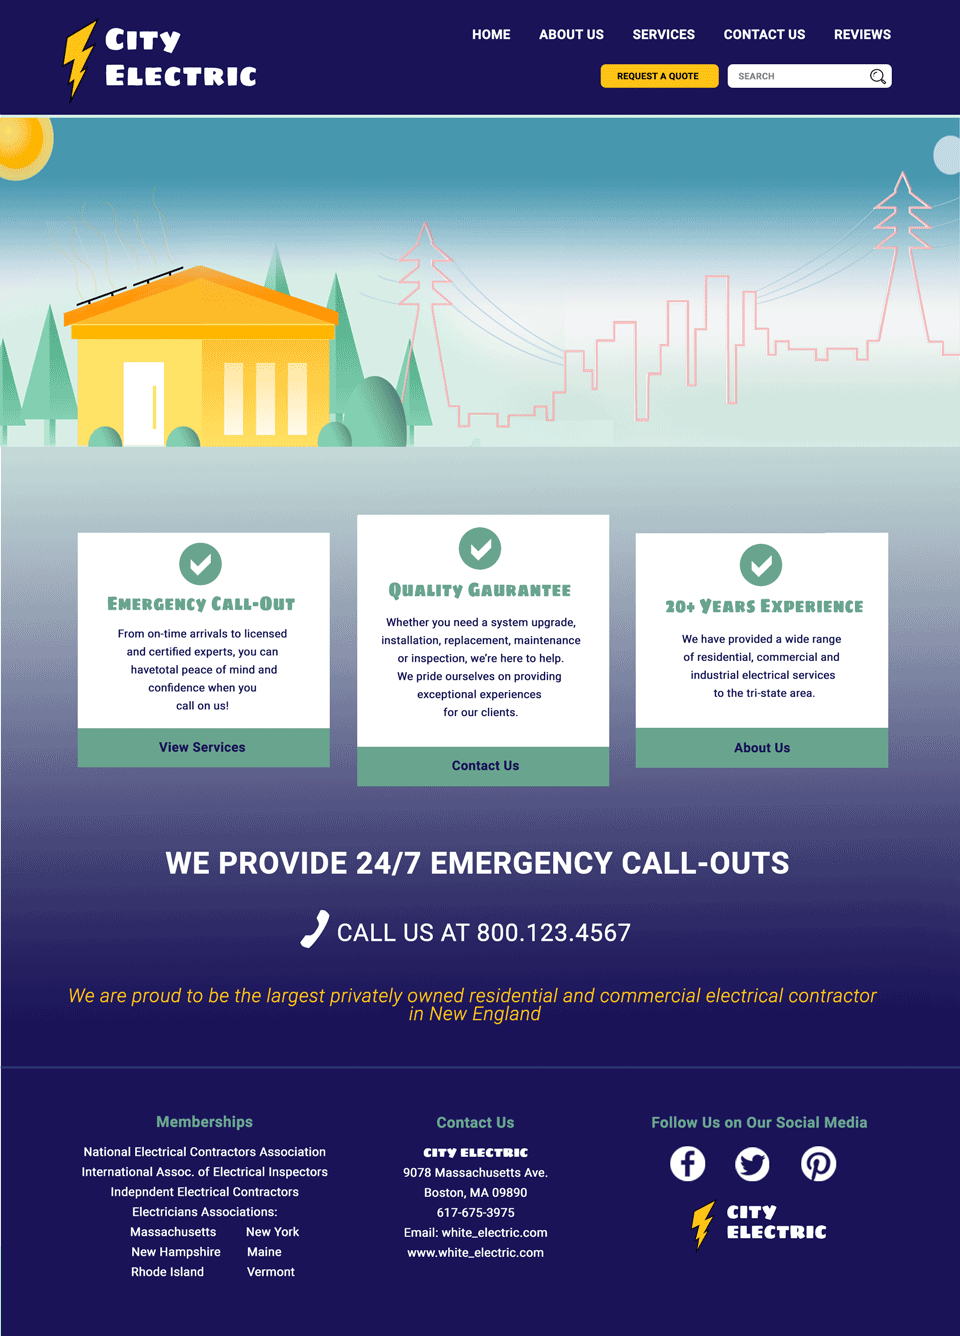 City
Electric
HOME ABOUT US SERVICES CONTACT US REVIEWS
REQUEST A QUOTE
SEARCH
Emergency Call-Out
From on-time arrivals to licensed
and certified experts, you can
havetotal peace of mind and
confidence when you
call on us!
View Services
Quality Gaurantee
Whether you need a system upgrade,
installation, replacement, maintenance
or inspection, we're here to help.
We pride ourselves on providing
exceptional experiences
for our clients.
Contact Us
20+ Years Experience
We have provided a wide range
of residential, commercial and
industrial electrical services
to the tri-state area.
About Us
WE PROVIDE 24/7 EMERGENCY CALL-OUTS
CALL US AT 800.123.4567
We are proud to be the largest privately owned residential and commercial electrical contractor
in New England
Memberships
National Electrical Contractors Association
International Assoc. of Electrical Inspectors
Indepndent Electrical Contractors
Electricians Associations:
Massachusetts New York
New Hampshire Maine
Rhode Island Vermont
Contact Us
City Electric
9078 Massachusetts Ave.
Boston, MA 09890
617-675-3975
Email: white_electric.com
www.white_electric.com
Follow Us on Our Social Media
City
Electric